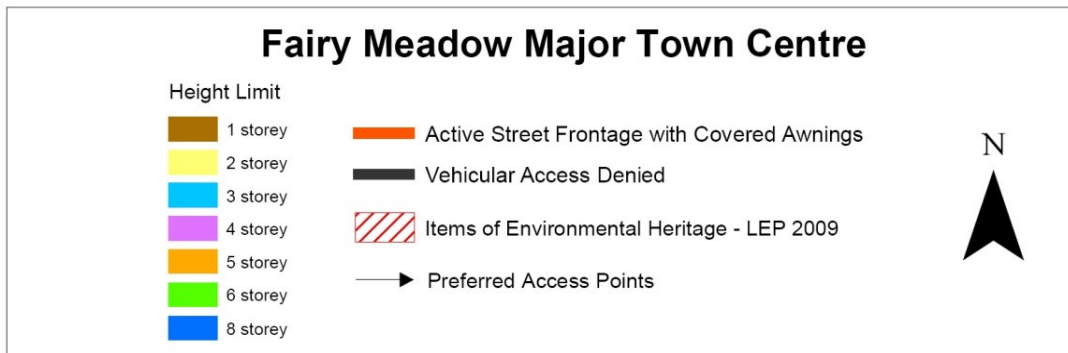 Fairy Meadow Major Town Centre
Height Limit
1 storey
2 storey
3 storey
4 storey
5 storey
6 storey
8 storey
Active Street Frontage with Covered Awnings
Vehicular Access Denied
Items of Environmental Heritage - LEP 2009
Preferred Access Points
N